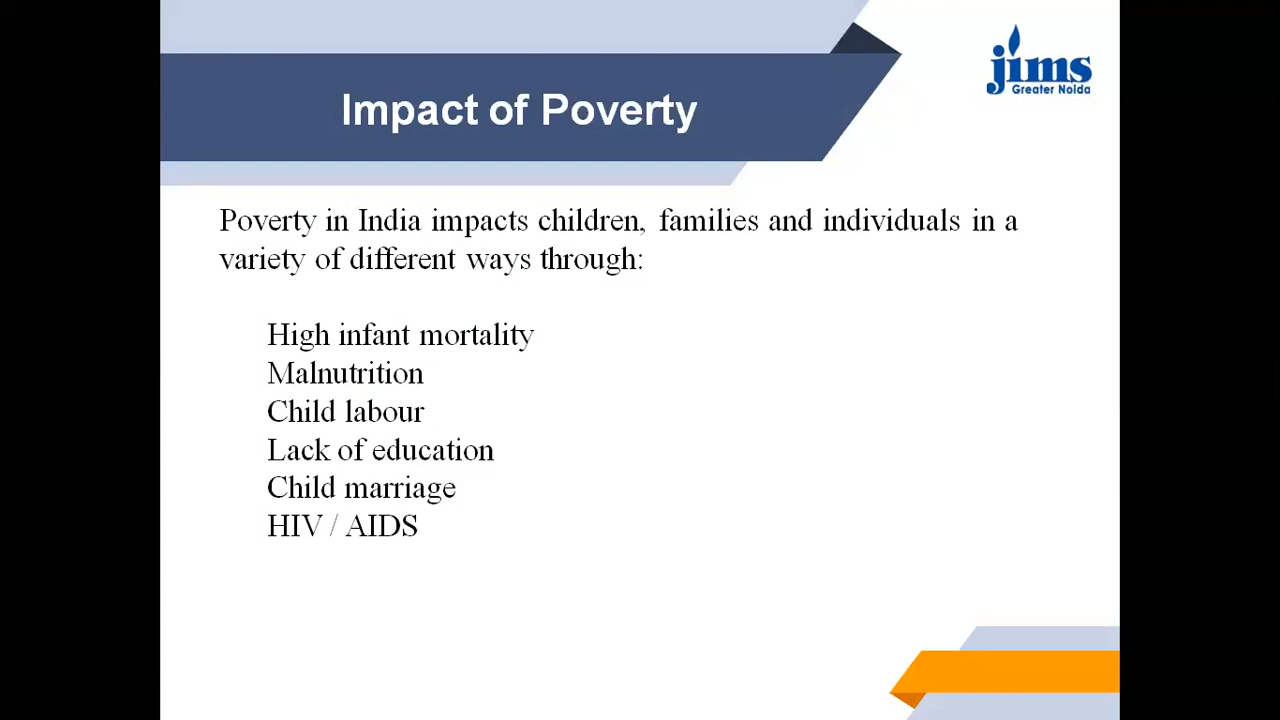 jims
Greater Noida
Impact of Poverty
Poverty in India impacts children, families and individuals in a
variety of different ways through:
High infant mortality
Malnutrition
Child labour
Lack of education
Child marriage
HIV / AIDS